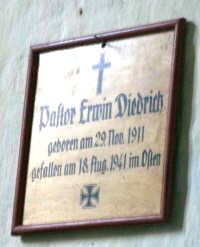 Pastor Erwin Diedrich
geboren am 29. Nov. 1911
gefallen am 18. Aug. 1941 im Osten